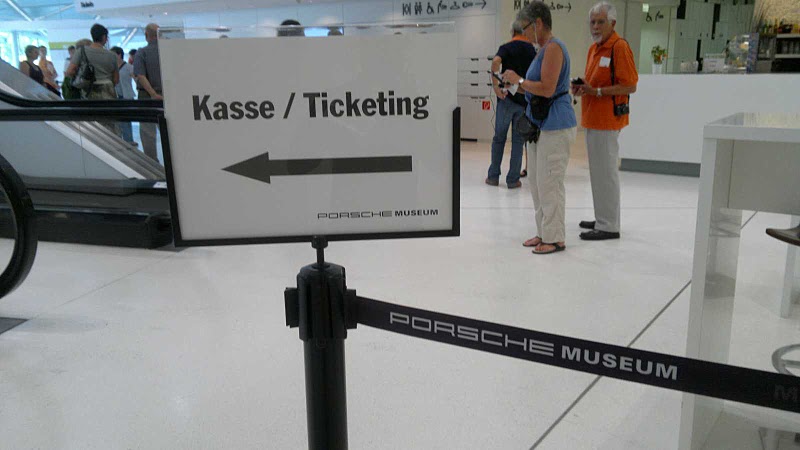 Kasse / Ticketing
PORSCHE MUSEUM
PORSCHE MUSEUM
M